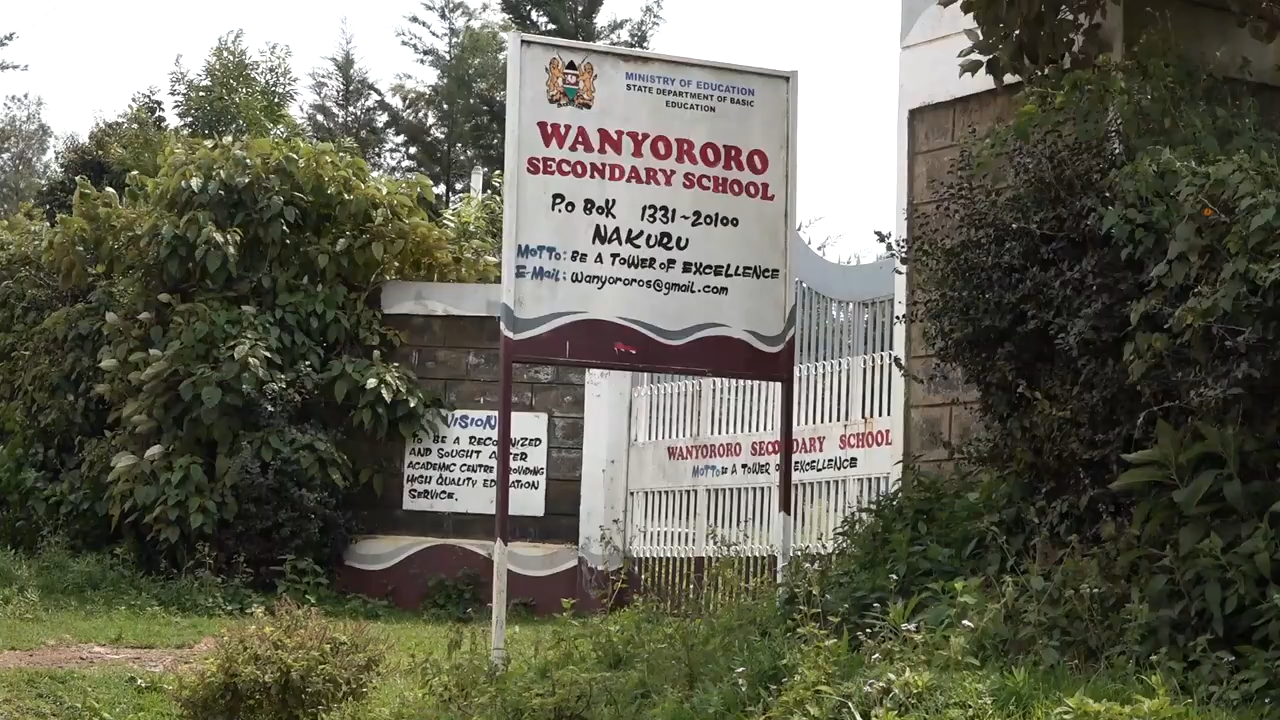 MINISTRY OF EDUCATION
STATE DEPARTMENT OF BASIC
EDUCATION
WANYORORO
SECONDARY SCHOOL
P.o BoX 1331~20100
NAKURU
MoTTo: BE A ToWER oF EXCELLENCE
E-MaiL: wanyororos@gmail.com
VISION
To BE A RECOGNIZED
AND SOUGHT AFTER
ACADEMIC CENTRE PROVIDING
HIGH QUALITY EDUCATION
SERVICE.
WANYORORO SECONDARY SCHOOL
MoTTo: A ToWER oF EXCELLENCE